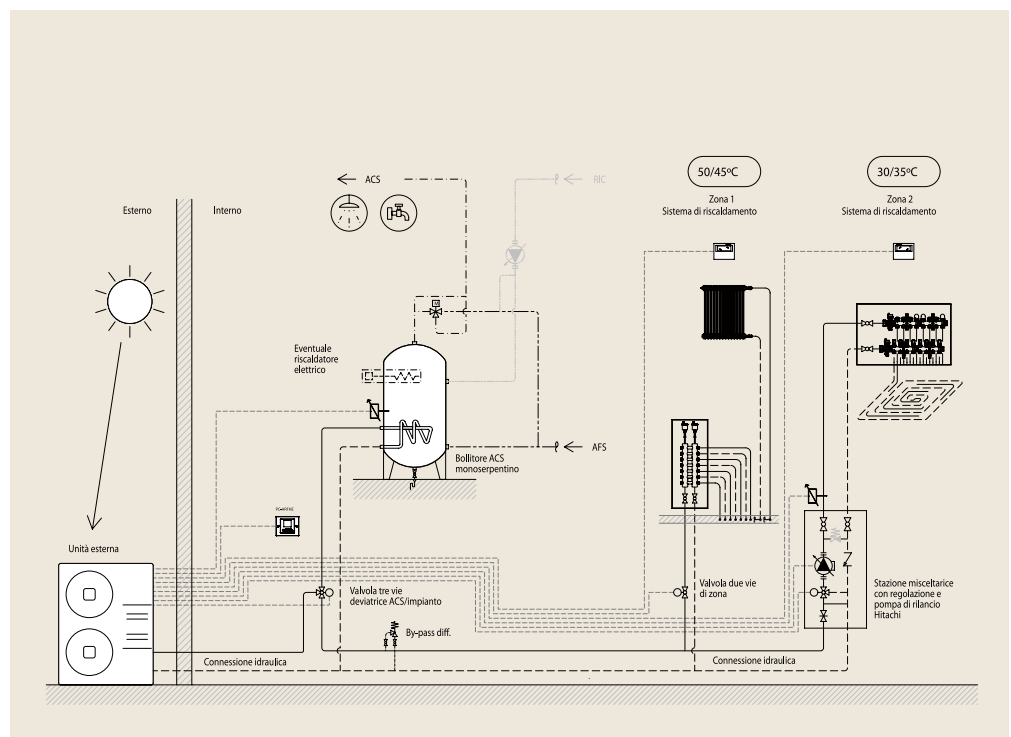 50/45ºC
30/35ºC
ACS
RIC
Zona 1
Sistema di riscaldamento
Zona 2
Sistema di riscaldamento
Esterno
Interno
M
Eventuale
riscaldatore
elettrico
AFS
Bollitore ACS
monoserpentino
Unità esterna
Valvola tre vie
deviatrice ACS/impianto
Valvola due vie
di zona
Stazione misceltarice
con regolazione e
pompa di rilancio
Hitachi
By-pass diff.
Connessione idraulica
Connessione idraulica